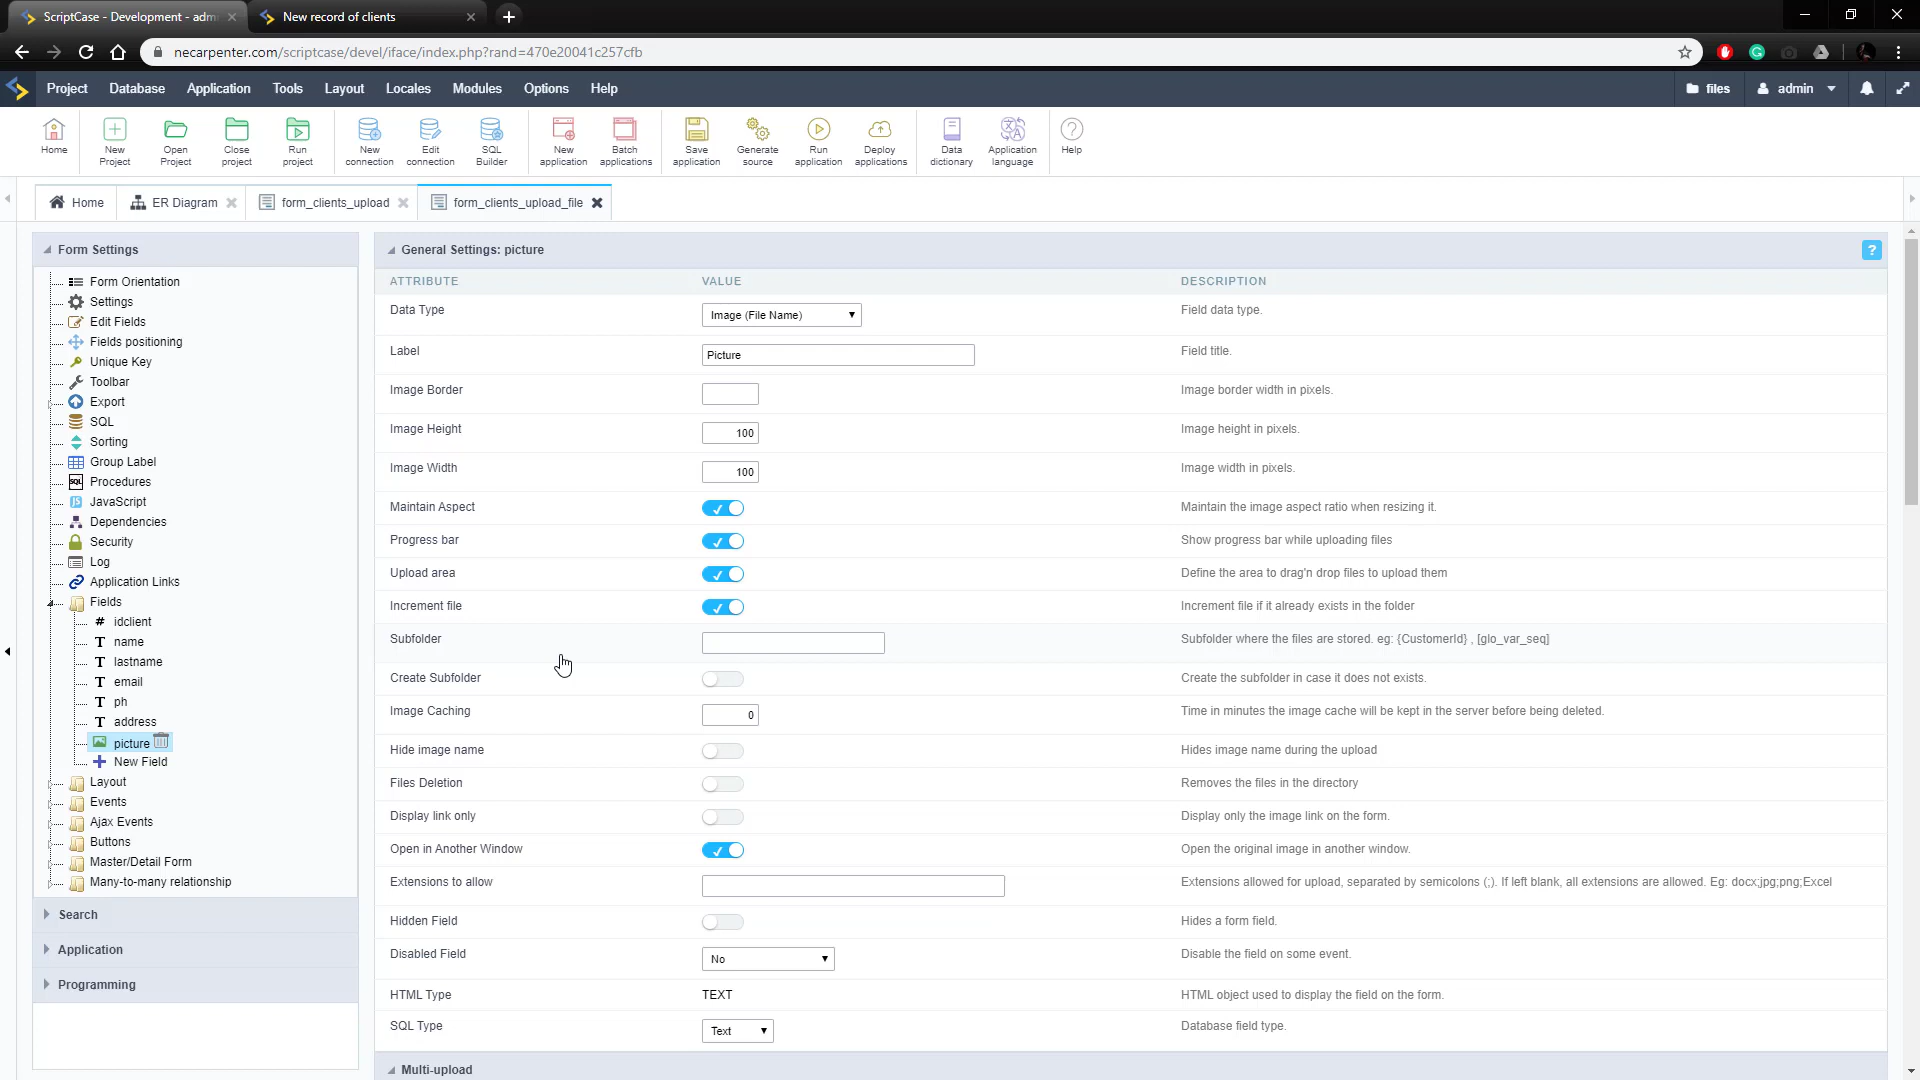 ScriptCase - Development - adm
New record of clients
necarpenter.com/scriptcase/devel/iface/index.php?rand=470e20041c257cfb
Project Database Application Tools Layout Locales Modules Options Help files admin
Home New Project Open Project Close project Run project New connection Edit connection SQL Builder New application Batch applications Save application Generate source Run application Deploy applications Data dictionary Application language Help
Home ER Diagram form_clients_upload form_clients_upload_file
Form Settings
Form Orientation
Settings
Edit Fields
Fields positioning
Unique Key
Toolbar
Export
SQL
Sorting
Group Label
Procedures
JavaScript
Dependencies
Security
Log
Application Links
Fields
idclient
name
lastname
email
ph
address
picture
New Field
Layout
Events
Ajax Events
Buttons
Master/Detail Form
Many-to-many relationship
Search
Application
Programming
General Settings: picture ?
ATTRIBUTE VALUE DESCRIPTION
Data Type Image (File Name) Field data type.
Label Picture Field title.
Image Border Image border width in pixels.
Image Height 100 Image height in pixels.
Image Width 100 Image width in pixels.
Maintain Aspect Maintain the image aspect ratio when resizing it.
Progress bar Show progress bar while uploading files
Upload area Define the area to drag'n drop files to upload them
Increment file Increment file if it already exists in the folder
Subfolder Subfolder where the files are stored. eg: {CustomerId} , [glo_var_seq]
Create Subfolder Create the subfolder in case it does not exists.
Image Caching 0 Time in minutes the image cache will be kept in the server before being deleted.
Hide image name Hides image name during the upload
Files Deletion Removes the files in the directory
Display link only Display only the image link on the form.
Open in Another Window Open the original image in another window.
Extensions to allow Extensions allowed for upload, separated by semicolons (;). If left blank, all extensions are allowed. Eg: docx;jpg;png;Excel
Hidden Field Hides a form field.
Disabled Field No Disable the field on some event.
HTML Type TEXT HTML object used to display the field on the form.
SQL Type Text Database field type.
Multi-upload